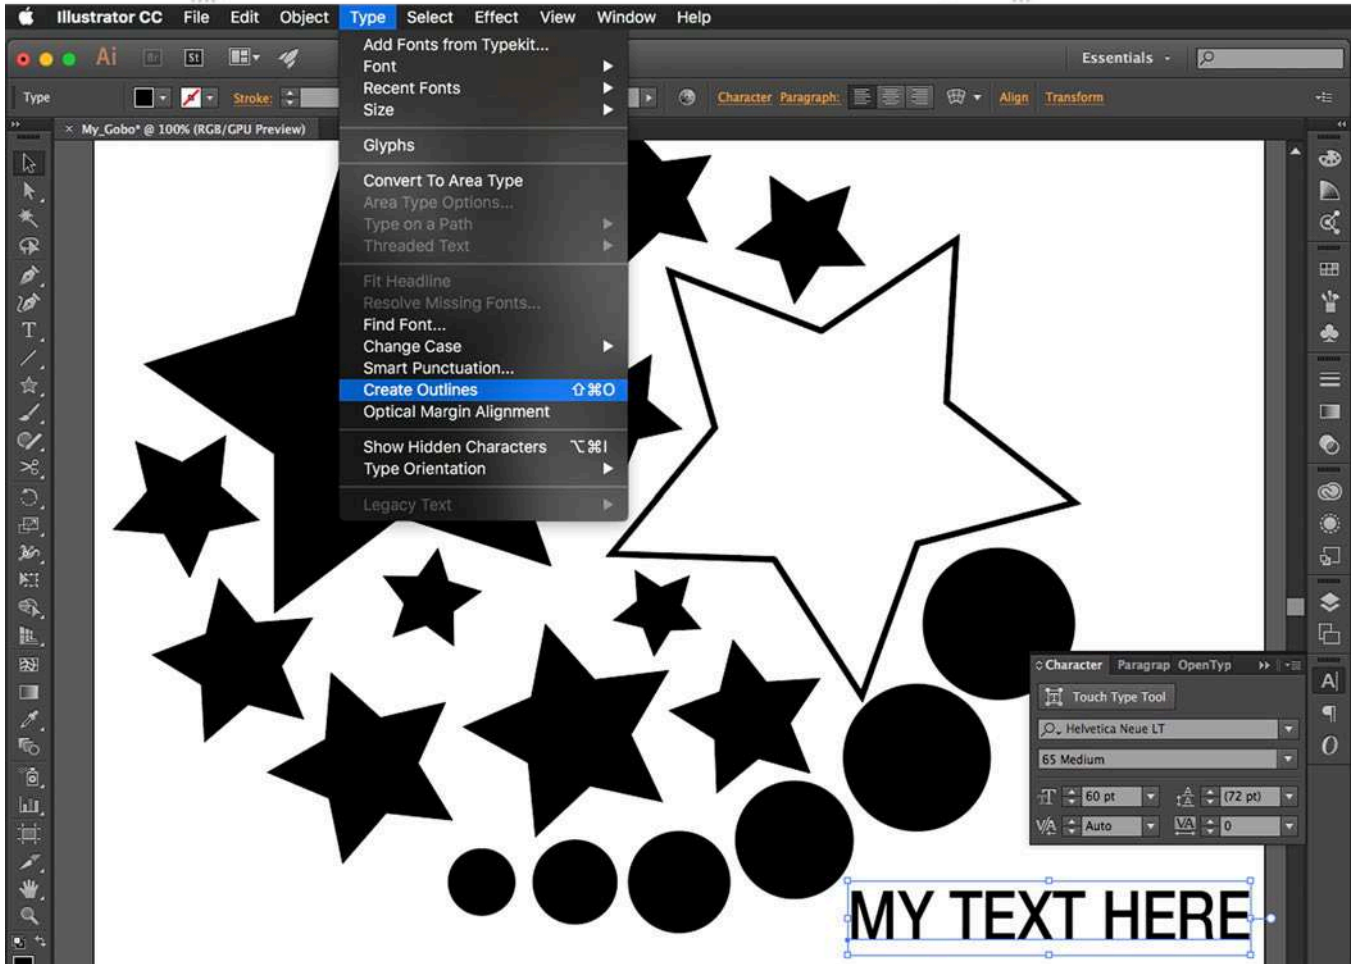 Illustrator CC File Edit Object Type Select Effect View Window Help
Ai Br St Essentials
Type Stroke: Character Paragraph: Align Transform
× My_Gobo* @ 100% (RGB/GPU Preview)
Add Fonts from Typekit...
Font
Recent Fonts
Size
Glyphs
Convert To Area Type
Area Type Options...
Type on a Path
Threaded Text
Fit Headline
Resolve Missing Fonts...
Find Font...
Change Case
Smart Punctuation...
Create Outlines ⇧⌘O
Optical Margin Alignment
Show Hidden Characters ⌥⌘I
Type Orientation
Legacy Text
Character Paragrap OpenTyp
Touch Type Tool
Helvetica Neue LT
65 Medium
60 pt (72 pt)
Auto 0
MY TEXT HERE